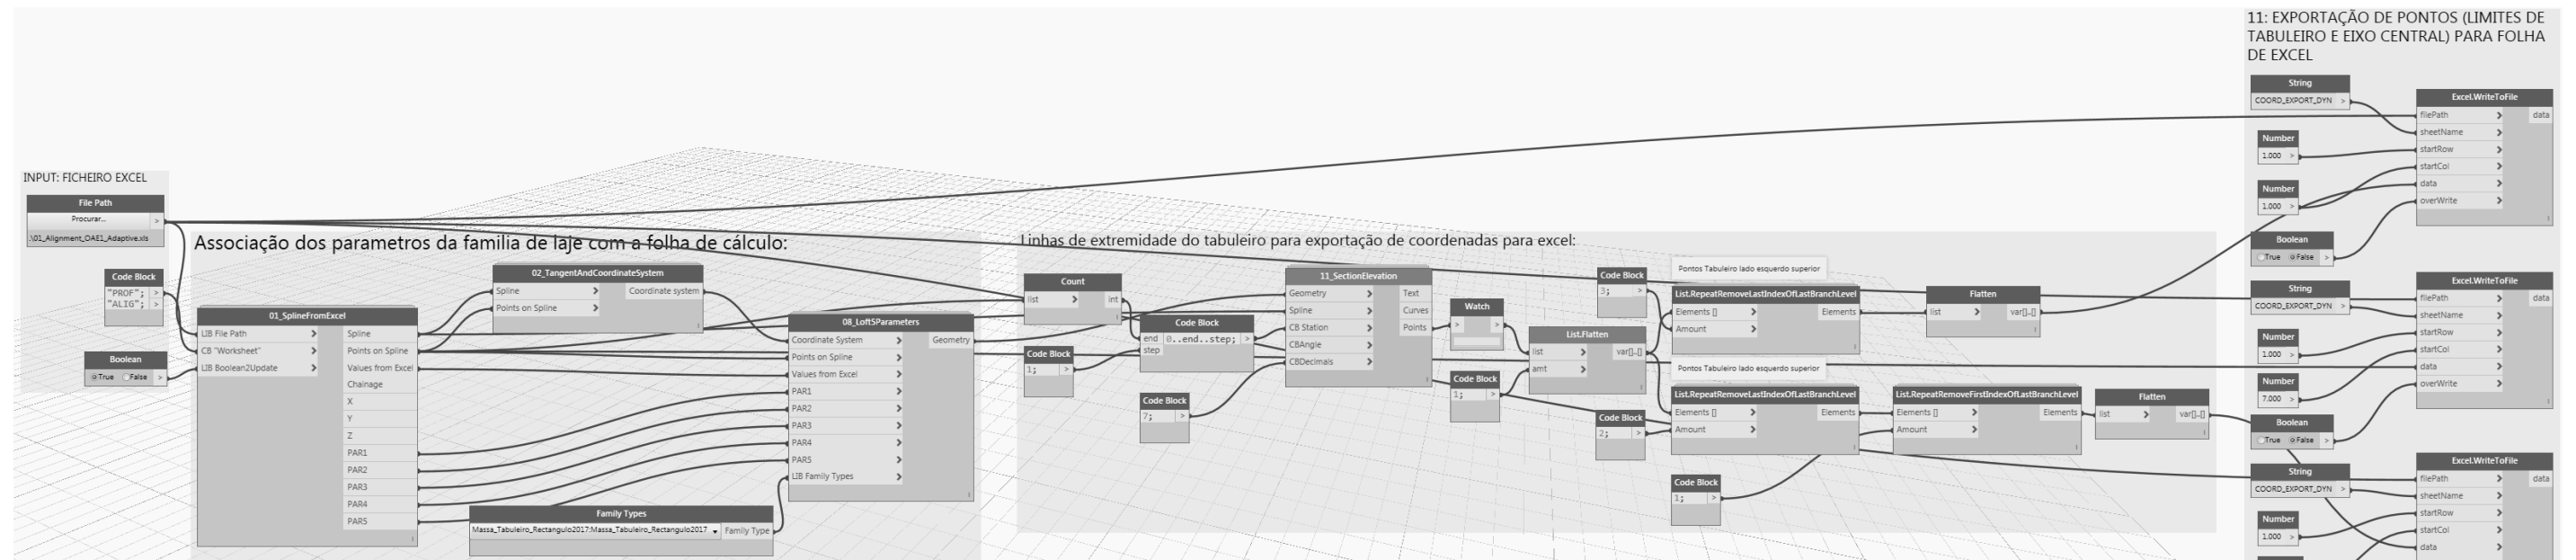 INPUT: FICHEIRO EXCEL
File Path
Procurar...
>
.\01_Alignment_OAE1_Adaptive.xls
Code Block
"PROF"; >
"ALIG"; >
Boolean
True False >
Associação dos parametros da familia de laje com a folha de cálculo:
01_SplineFromExcel
LIB File Path > Spline
CB "Worksheet" > Points on Spline
LIB Boolean2Update > Values from Excel
Chainage
X
Y
Z
PAR1
PAR2
PAR3
PAR4
PAR5
02_TangentAndCoordinateSystem
Spline > Coordinate system
Points on Spline >
Family Types
Massa_Tabuleiro_Rectangulo2017:Massa_Tabuleiro_Rectangulo2017 Family Type
08_Loft5Parameters
Coordinate System > Geometry
Points on Spline >
Values from Excel >
PAR1 >
PAR2 >
PAR3 >
PAR4 >
PAR5 >
LIB Family Types >
Linhas de extremidade do tabuleiro para exportação de coordenadas para excel:
Count
list > int
Code Block
1; >
Code Block
end 0..end..step; >
step
Code Block
7; >
11_SectionElevation
Geometry > Text
Spline > Curves
CB Station > Points
CBAngle >
CBDecimals >
Watch
> >
Code Block
1; >
List.Flatten
list > var[]..[]
amt >
Code Block
3; >
Pontos Tabuleiro lado esquerdo superior
List.RepeatRemoveLastIndexOfLastBranchLevel
Elements [] > Elements
Amount >
Flatten
list > var[]..[]
Code Block
2; >
Pontos Tabuleiro lado esquerdo superior
List.RepeatRemoveLastIndexOfLastBranchLevel
Elements [] > Elements
Amount >
Code Block
1; >
List.RepeatRemoveFirstIndexOfLastBranchLevel
Elements [] > Elements
Amount >
Flatten
list > var[]..[]
11: EXPORTAÇÃO DE PONTOS (LIMITES DE
TABULEIRO E EIXO CENTRAL) PARA FOLHA
DE EXCEL
String
COORD_EXPORT_DYN >
Number
1.000 >
Number
1.000 >
Boolean
True False >
Excel.WriteToFile
filePath > data
sheetName >
startRow >
startCol >
data >
overWrite >
String
COORD_EXPORT_DYN >
Number
1.000 >
Number
7.000 >
Boolean
True False >
Excel.WriteToFile
filePath > data
sheetName >
startRow >
startCol >
data >
overWrite >
String
COORD_EXPORT_DYN >
Number
1.000 >
Number
Excel.WriteToFile
filePath > data
sheetName >
startRow >
startCol >
data >